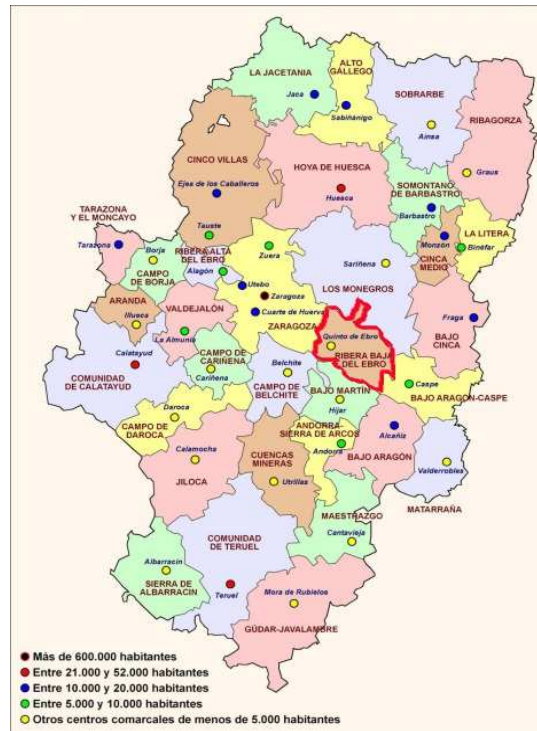 LA JACETANIA
Jaca
ALTO
GÁLLEGO
Sabiñánigo
SOBRARBE
Ainsa
RIBAGORZA
Graus
CINCO VILLAS
Ejea de los Caballeros
HOYA DE HUESCA
Huesca
SOMONTANO
DE BARBASTRO
Barbastro
LA LITERA
Binéfar
TARAZONA
Y EL MONCAYO
Tarazona
Borja
CAMPO
DE BORJA
Tauste
RIBERA ALTA
DEL EBRO
Alagón
Zuera
Utebo
Zaragoza
Cuarte de Huerva
ZARAGOZA
Sariñena
LOS MONEGROS
Monzón
CINCA
MEDIO
Fraga
BAJO
CINCA
ARANDA
Illueca
VALDEJALÓN
La Almunia
Calatayud
COMUNIDAD
DE CALATAYUD
CAMPO DE
CARIÑENA
Cariñena
Belchite
CAMPO DE
BELCHITE
Quinto de Ebro
RIBERA BAJA
DEL EBRO
Caspe
BAJO ARAGÓN-CASPE
BAJO MARTÍN
Hijar
Daroca
CAMPO DE
DAROCA
ANDORRA-
SIERRA DE ARCOS
Andorra
Alcañiz
BAJO ARAGÓN
Calamocha
JILOCA
CUENCAS
MINERAS
Utrillas
Valderrobles
MATARRAÑA
MAESTRAZGO
Cantavieja
COMUNIDAD
DE TERUEL
Albarracín
SIERRA DE
ALBARRACIN
Teruel
Mora de Rubielos
GÚDAR-JAVALAMBRE
Más de 600.000 habitantes
Entre 21.000 y 52.000 habitantes
Entre 10.000 y 20.000 habitantes
Entre 5.000 y 10.000 habitantes
Otros centros comarcales de menos de 5.000 habitantes